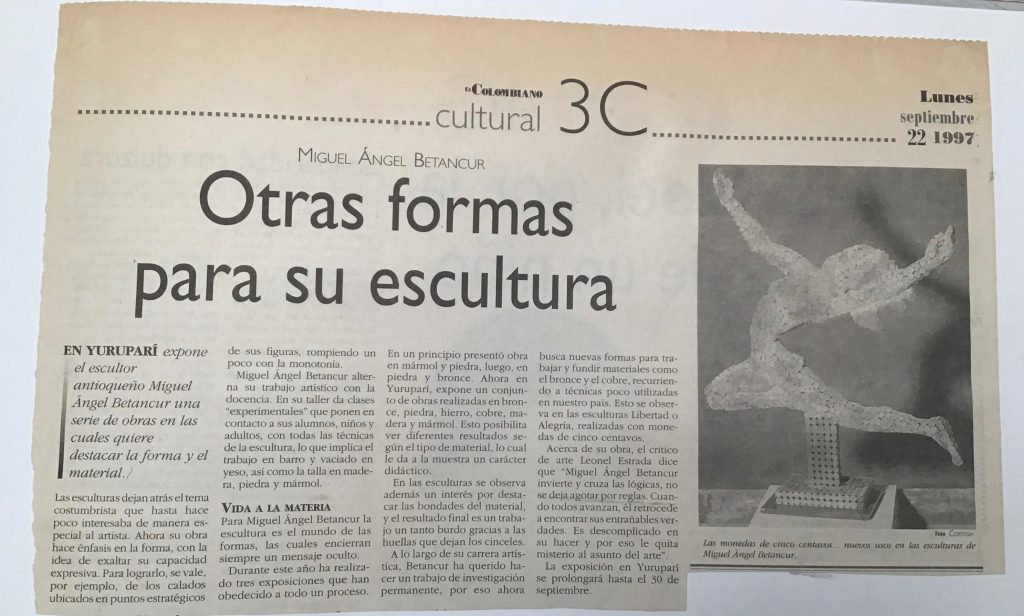 EL COLOMBIANO
cultural 3C
Lunes
septiembre
22 1997
MIGUEL ÁNGEL BETANCUR
Otras formas
para su escultura
EN YURUPARÍ expone
el escultor
antioqueño Miguel
Ángel Betancur una
serie de obras en las
cuales quiere
destacar la forma y el
material.
Las esculturas dejan atrás el tema
costumbrista que hasta hace
poco interesaba de manera es-
pecial al artista. Ahora su obra
hace énfasis en la forma, con la
idea de exaltar su capacidad
expresiva. Para lograrlo, se vale,
por ejemplo, de los calados
ubicados en puntos estratégicos
de sus figuras, rompiendo un
poco con la monotonía.
Miguel Ángel Betancur alter-
na su trabajo artístico con la
docencia. En su taller da clases
"experimentales" que ponen en
contacto a sus alumnos, niños y
adultos, con todas las técnicas
de la escultura, lo que implica el
trabajo en barro y vaciado en
yeso, así como la talla en made-
ra, piedra y mármol.
VIDA A LA MATERIA
Para Miguel Ángel Betancur la
escultura es el mundo de las
formas, las cuales encierran
siempre un mensaje oculto.
Durante este año ha realiza-
do tres exposiciones que han
obedecido a todo un proceso.
En un principio presentó obra
en mármol y piedra, luego, en
piedra y bronce. Ahora en
Yuruparí, expone un conjunto
de obras realizadas en bron-
ce, piedra, hierro, cobre, ma-
dera y mármol. Esto posibilita
ver diferentes resultados se-
gún el tipo de material, lo cual
le da a la muestra un carácter
didáctico.
En las esculturas se observa
además un interés por desta-
car las bondades del material,
y el resultado final es un traba-
jo un tanto burdo gracias a las
huellas que dejan los cinceles.
A lo largo de su carrera artís-
tica, Betancur ha querido ha-
cer un trabajo de investigación
permanente, por eso ahora
busca nuevas formas para tra-
bajar y fundir materiales como
el bronce y el cobre, recurrien-
do a técnicas poco utilizadas
en nuestro país. Esto se obser-
va en las esculturas Libertad o
Alegría, realizadas con mone-
das de cinco centavos.
Acerca de su obra, el crítico
de arte Leonel Estrada dice
que "Miguel Ángel Betancur
invierte y cruza las lógicas, no
se deja agotar por reglas. Cuan-
do todos avanzan, él retrocede
a encontrar sus entrañables ver-
dades. Es descomplicado en
su hacer y por eso le quita
misterio al asunto del arte".
La exposición en Yuruparí
se prolongará hasta el 30 de
septiembre.
Foto CORTESÍA
Las monedas de cinco centavos... nuevos usos en las esculturas de
Miguel Ángel Betancur.